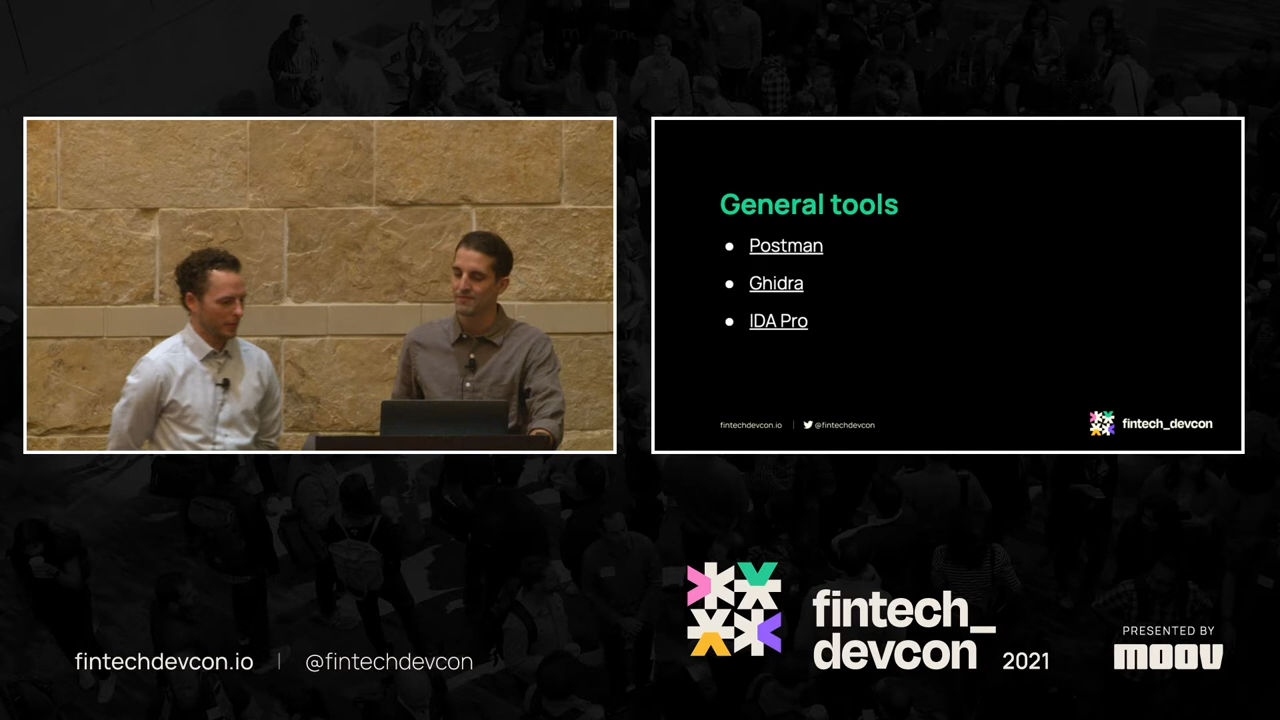 General tools
Postman
Ghidra
IDA Pro
fintechdevcon.io | @fintechdevcon
fintech_devcon
fintechdevcon.io | @fintechdevcon
fintech_
devcon 2021
PRESENTED BY
moov